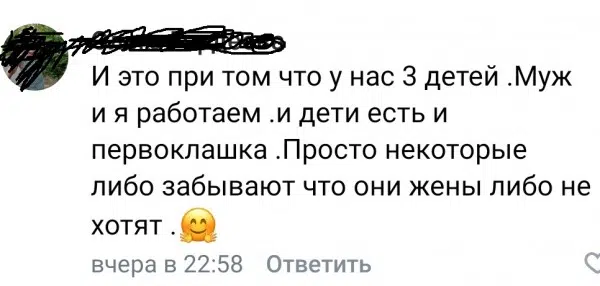 И это при том что у нас 3 детей .Муж
и я работаем .и дети есть и
первоклашка .Просто некоторые
либо забывают что они жены либо не
хотят .🤗
вчера в 22:58 Ответить